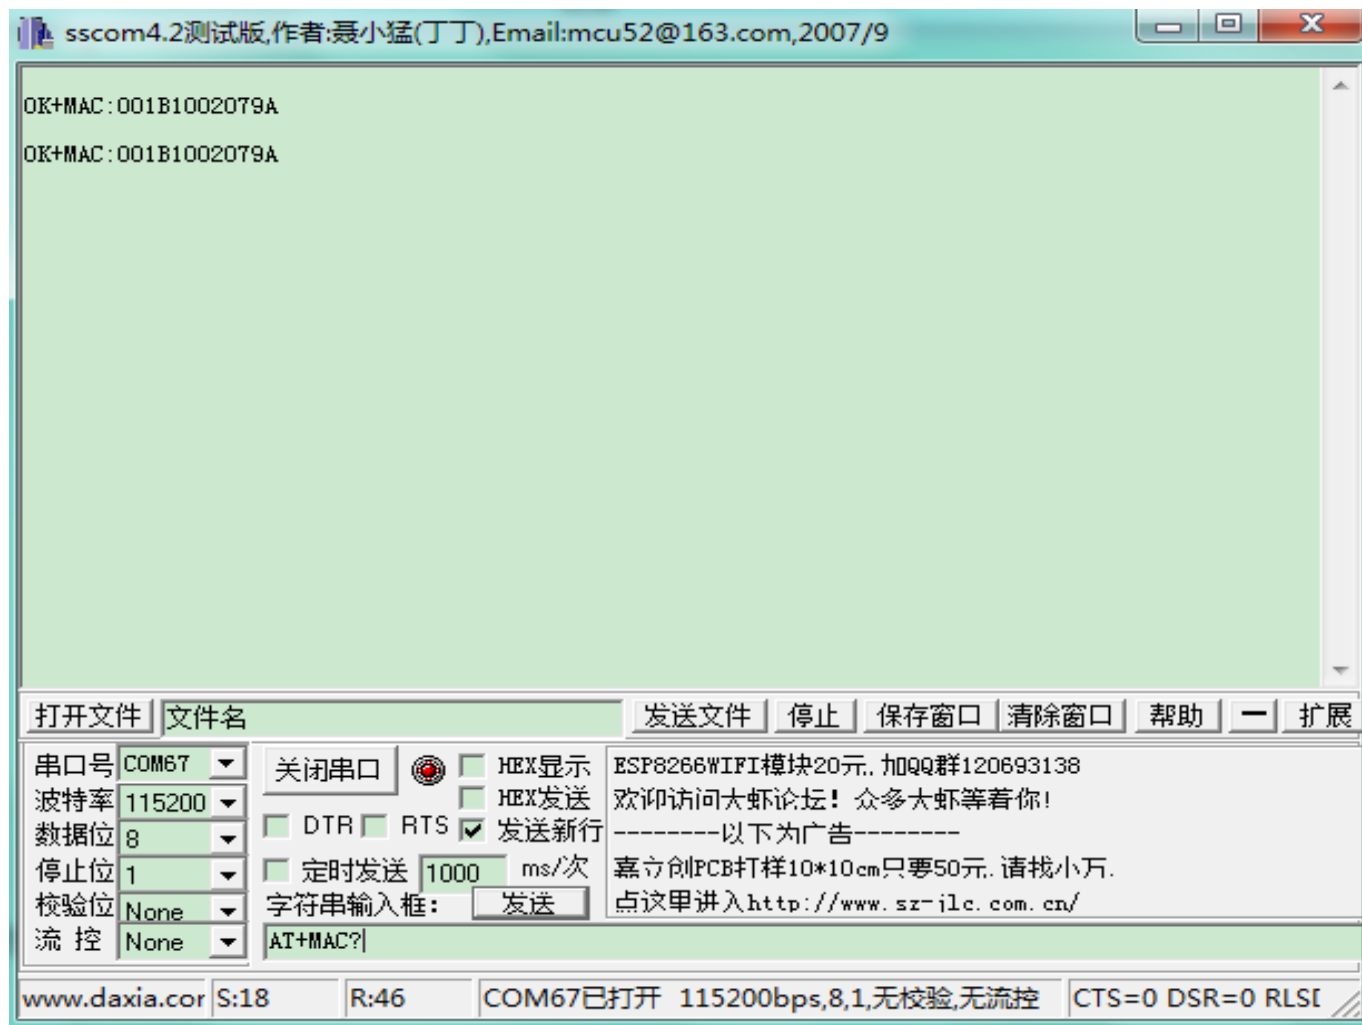 sscom4.2测试版,作者:聂小猛(丁丁),Email:mcu52@163.com,2007/9
OK+MAC:001B1002079A
OK+MAC:001B1002079A
打开文件 文件名 发送文件 停止 保存窗口 清除窗口 帮助 一 扩展
串口号 COM67 关闭串口 HEX显示
波特率 115200 HEX发送
数据位 8 DTR RTS 发送新行
停止位 1 定时发送 1000 ms/次
校验位 None 字符串输入框: 发送
流 控 None AT+MAC?
ESP8266WIFI模块20元,加QQ群120693138
欢迎访问大虾论坛! 众多大虾等着你!
--------以下为广告--------
嘉立创PCB打样10*10cm只要50元.请找小万.
点这里进入http://www.sz-jlc.com.cn/
www.daxia.cor S:18 R:46 COM67已打开 115200bps,8,1,无校验,无流控 CTS=0 DSR=0 RLSI